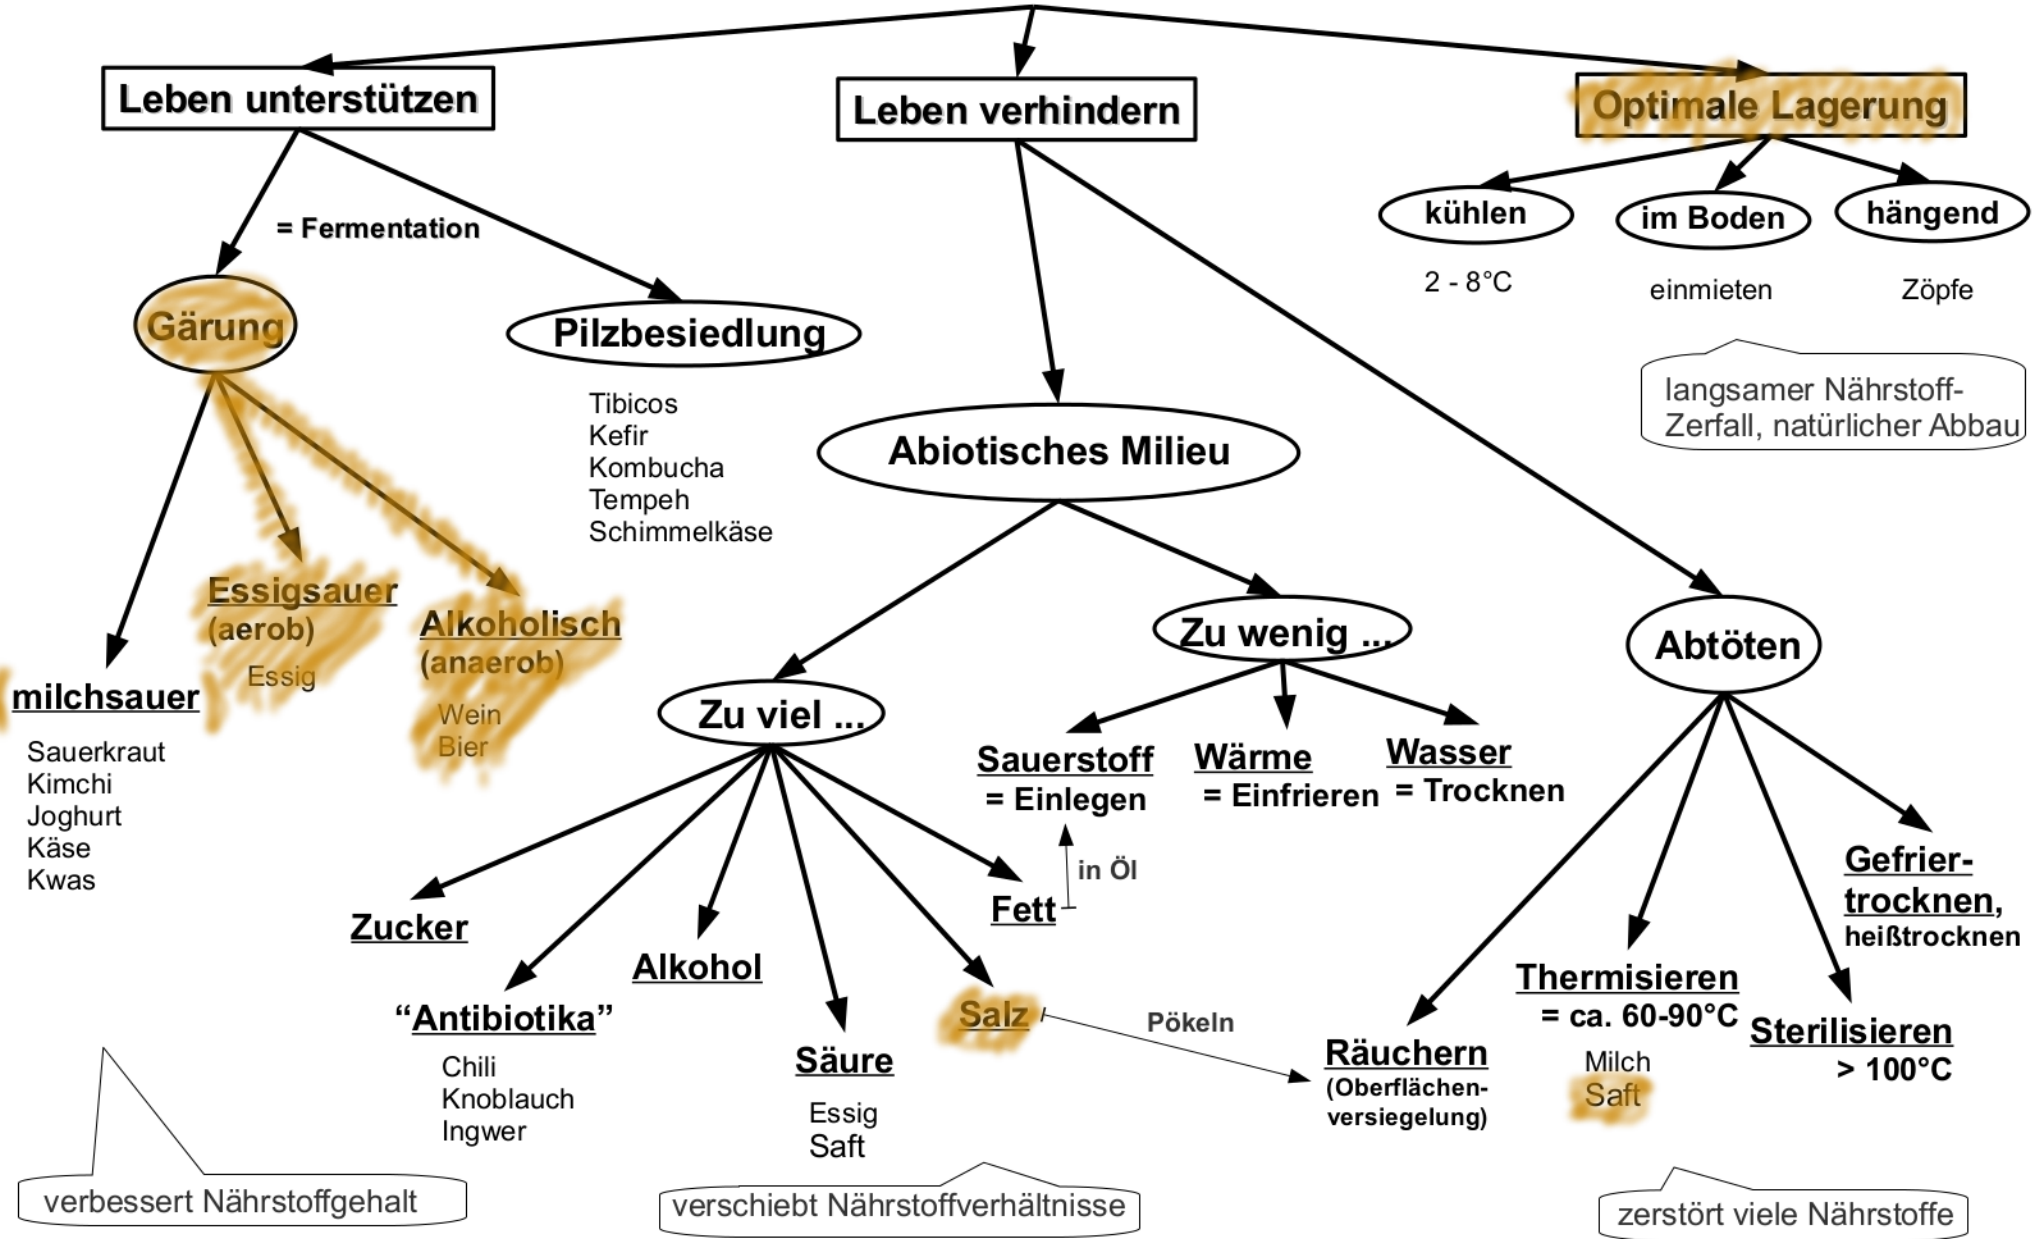 Leben unterstützen
Leben verhindern
Optimale Lagerung
= Fermentation
Gärung
Pilzbesiedlung
Tibicos
Kefir
Kombucha
Tempeh
Schimmelkäse
milchsauer
Sauerkraut
Kimchi
Joghurt
Käse
Kwas
Essigsauer
(aerob)
Essig
Alkoholisch
(anaerob)
Wein
Bier
verbessert Nährstoffgehalt
Abiotisches Milieu
Zu viel ...
Zucker
“Antibiotika”
Chili
Knoblauch
Ingwer
Alkohol
Säure
Essig
Saft
Salz
Fett
in Öl
Pökeln
verschiebt Nährstoffverhältnisse
Zu wenig ...
Sauerstoff
= Einlegen
Wärme
= Einfrieren
Wasser
= Trocknen
Abtöten
Räuchern
(Oberflächen-
versiegelung)
Thermisieren
= ca. 60-90°C
Milch
Saft
Sterilisieren
> 100°C
Gefrier-
trocknen,
heißtrocknen
zerstört viele Nährstoffe
kühlen
2 - 8°C
im Boden
einmieten
hängend
Zöpfe
langsamer Nährstoff-
Zerfall, natürlicher Abbau